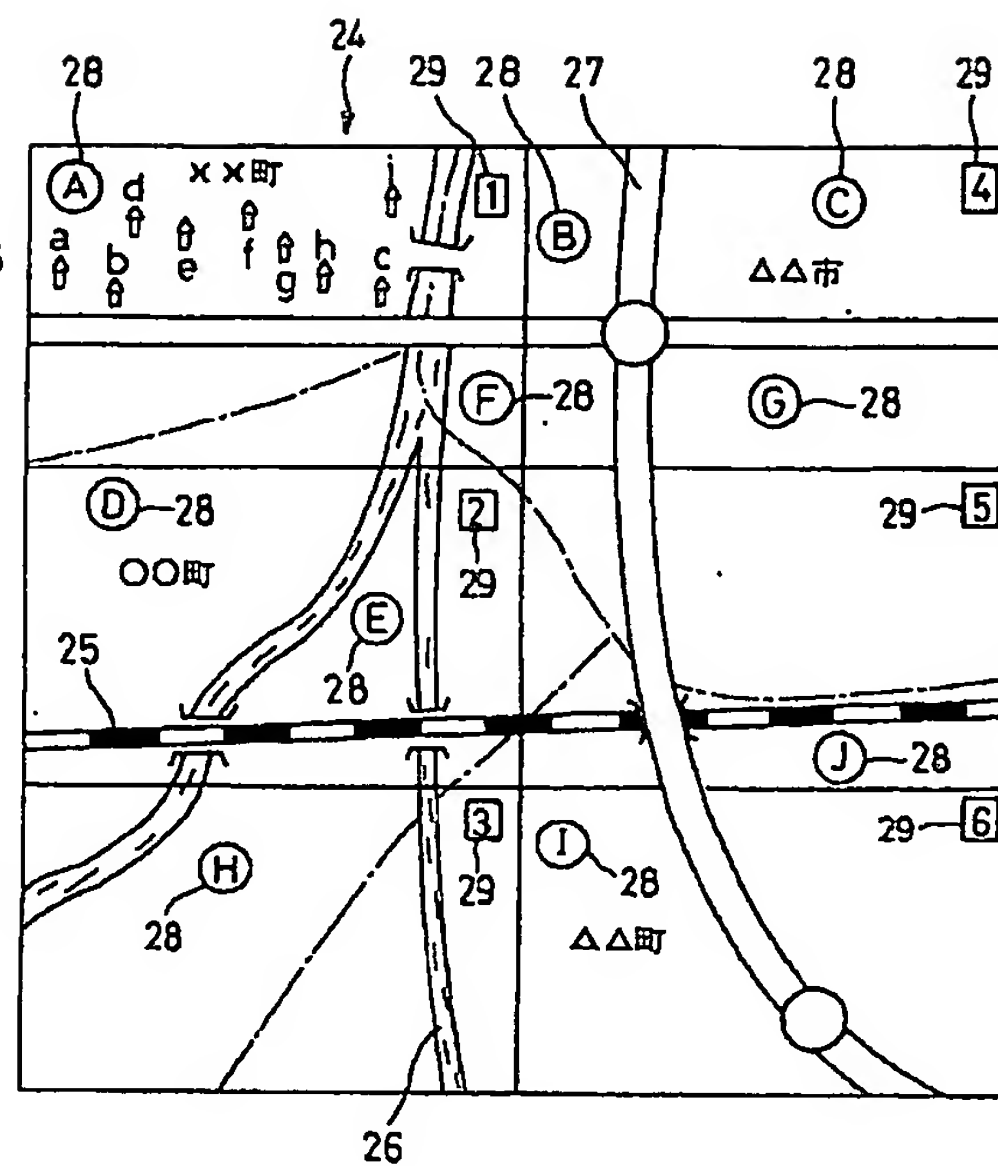 24
28 29 28 27 28 29
A d ××町 i 1 B C 4
a b e f g h c △△市
F 28 G 28
D 28 2 29 5
○○町 29
E
25 28
J 28
3 I 29 6
H 29 28
28 △△町
26